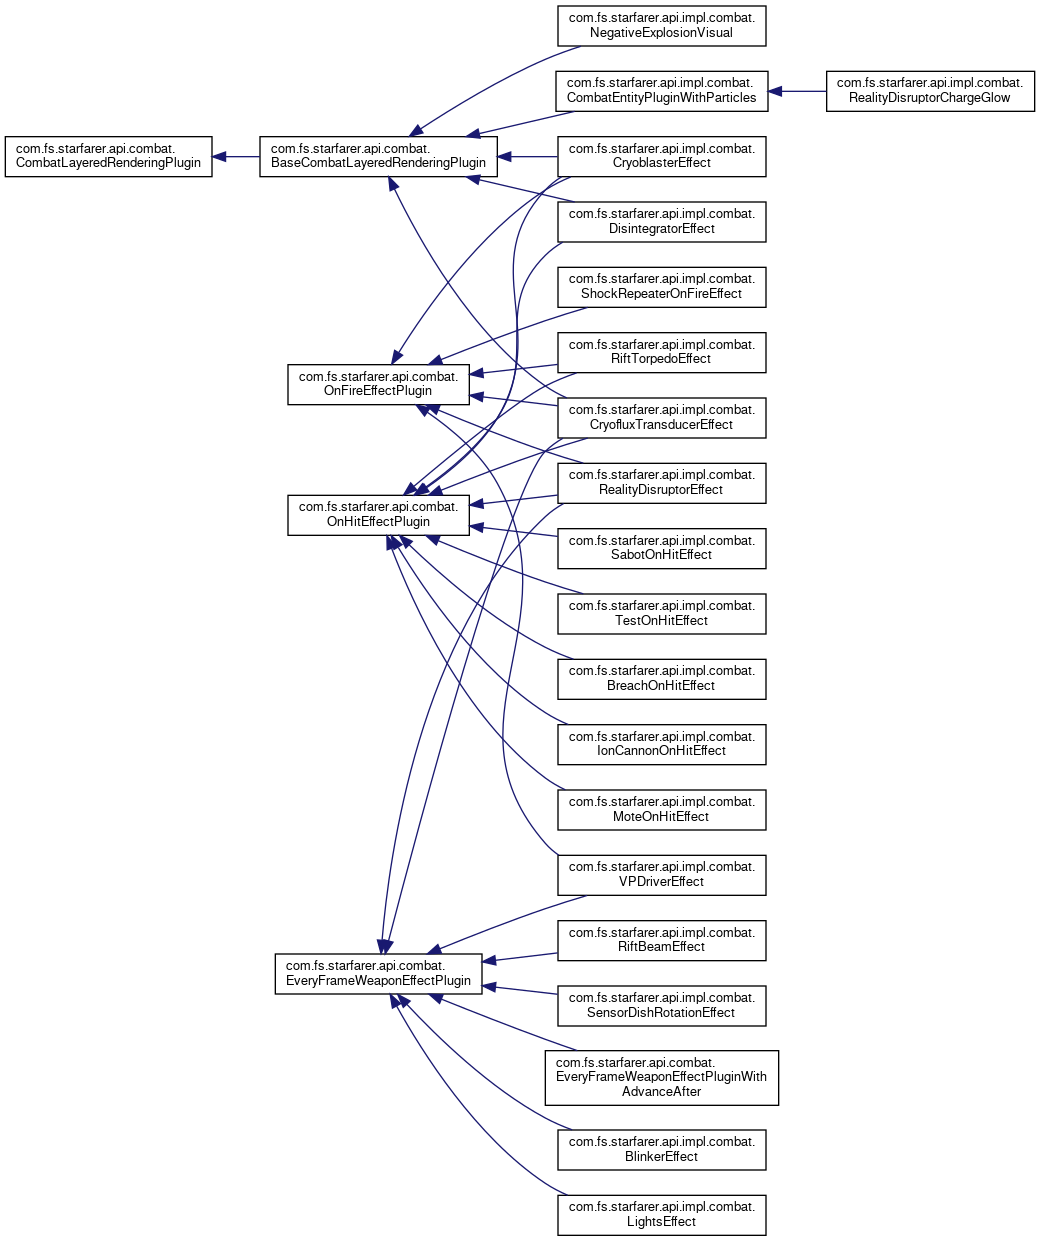 com.fs.starfarer.api.impl.combat.
NegativeExplosionVisual
com.fs.starfarer.api.impl.combat.
CombatEntityPluginWithParticles
com.fs.starfarer.api.impl.combat.
RealityDisruptorChargeGlow
com.fs.starfarer.api.combat.
CombatLayeredRenderingPlugin
com.fs.starfarer.api.combat.
BaseCombatLayeredRenderingPlugin
com.fs.starfarer.api.impl.combat.
CryoblasterEffect
com.fs.starfarer.api.impl.combat.
DisintegratorEffect
com.fs.starfarer.api.impl.combat.
ShockRepeaterOnFireEffect
com.fs.starfarer.api.impl.combat.
RiftTorpedoEffect
com.fs.starfarer.api.combat.
OnFireEffectPlugin
com.fs.starfarer.api.impl.combat.
CryofluxTransducerEffect
com.fs.starfarer.api.impl.combat.
RealityDisruptorEffect
com.fs.starfarer.api.combat.
OnHitEffectPlugin
com.fs.starfarer.api.impl.combat.
SabotOnHitEffect
com.fs.starfarer.api.impl.combat.
TestOnHitEffect
com.fs.starfarer.api.impl.combat.
BreachOnHitEffect
com.fs.starfarer.api.impl.combat.
IonCannonOnHitEffect
com.fs.starfarer.api.impl.combat.
MoteOnHitEffect
com.fs.starfarer.api.impl.combat.
VPDriverEffect
com.fs.starfarer.api.impl.combat.
RiftBeamEffect
com.fs.starfarer.api.combat.
EveryFrameWeaponEffectPlugin
com.fs.starfarer.api.impl.combat.
SensorDishRotationEffect
com.fs.starfarer.api.combat.
EveryFrameWeaponEffectPluginWith
AdvanceAfter
com.fs.starfarer.api.impl.combat.
BlinkerEffect
com.fs.starfarer.api.impl.combat.
LightsEffect